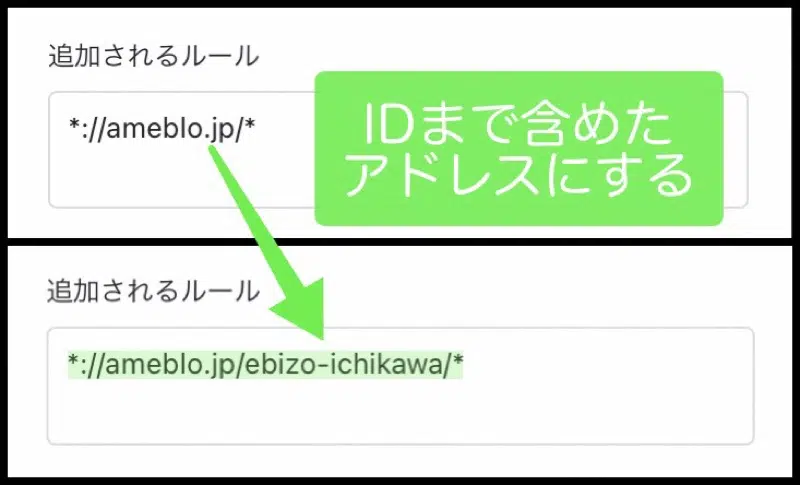 追加されるルール
*://ameblo.jp/*
IDまで含めた
アドレスにする
追加されるルール
*://ameblo.jp/ebizo-ichikawa/*